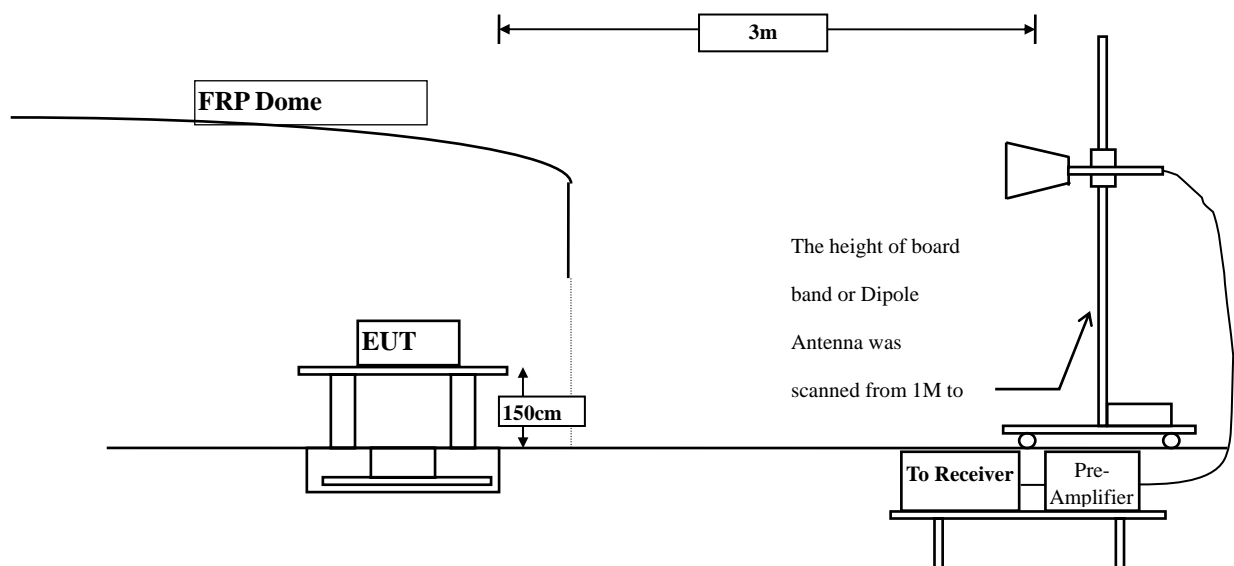 3m
FRP Dome
The height of board
band or Dipole
Antenna was
scanned from 1M to
EUT
150cm
To Receiver
Pre-
Amplifier